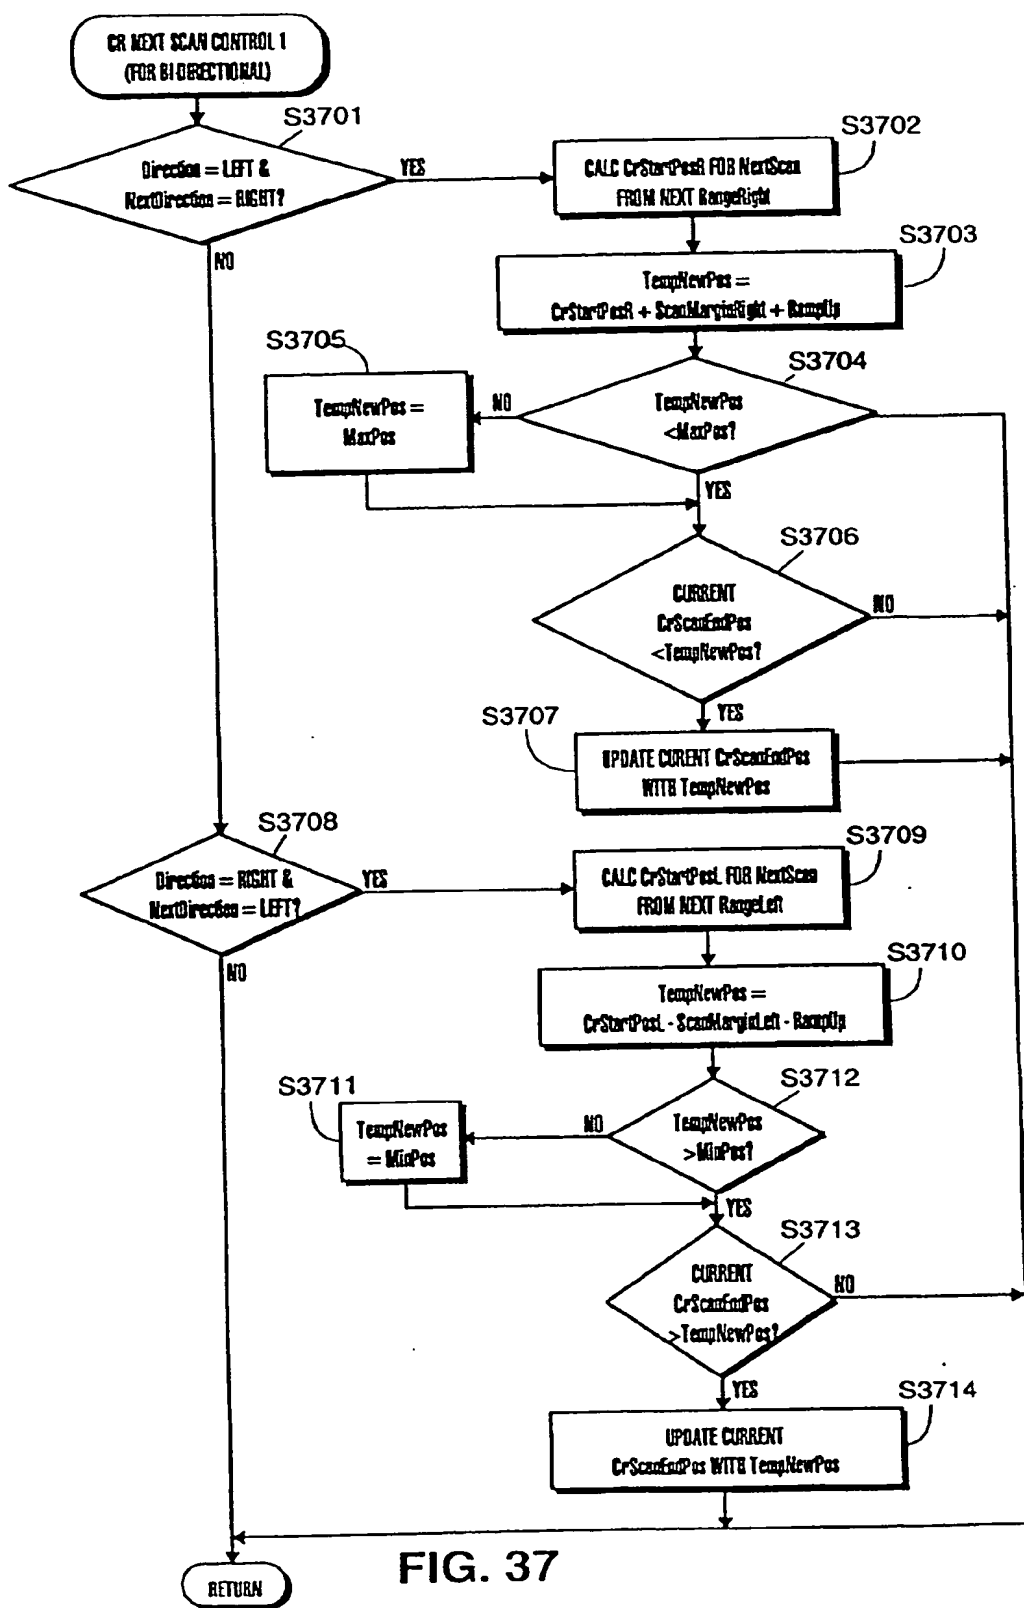 CR NEXT SCAN CONTROL 1
(FOR BI-DIRECTIONAL)
S3701
Direction = LEFT &
NextDirection = RIGHT?
YES
NO
S3702
CALC CrStartPosR FOR NextScan
FROM NEXT RangeRight
S3703
TempNewPos =
CrStartPosR + ScanMarginRight + RampUp
S3705
TempNewPos =
MaxPos
S3704
TempNewPos
<MaxPos?
NO
YES
S3706
CURRENT
CrScanEndPos
<TempNewPos?
NO
YES
S3707
UPDATE CURENT CrScanEndPos
WITH TempNewPos
S3708
Direction = RIGHT &
NextDirection = LEFT?
YES
NO
S3709
CALC CrStartPosL FOR NextScan
FROM NEXT RangeLeft
S3710
TempNewPos =
CrStartPosL - ScanMarginLeft - RampUp
S3711
TempNewPos
= MinPos
S3712
TempNewPos
>MinPos?
NO
YES
S3713
CURRENT
CrScanEndPos
>TempNewPos?
NO
YES
S3714
UPDATE CURRENT
CrScanEndPos WITH TempNewPos
RETURN
FIG. 37